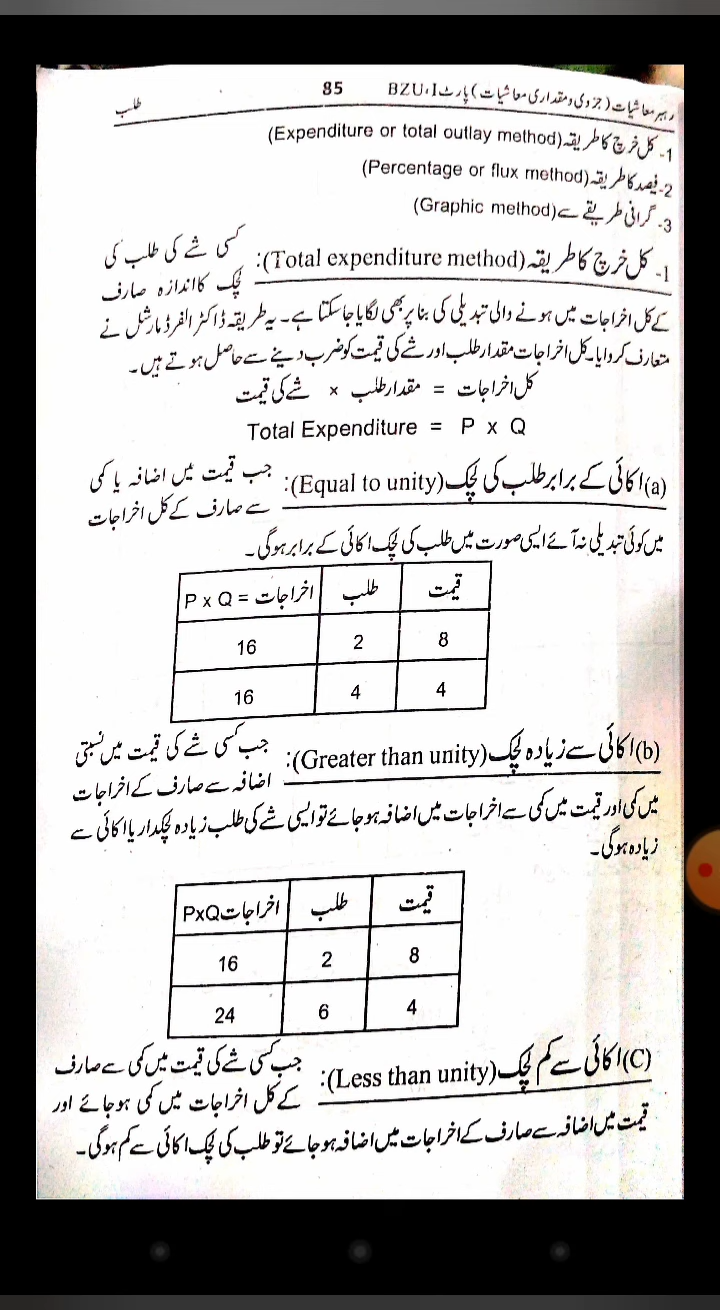 رہبر معاشیات (جزوی و مقداری معاشیات) پارٹ I، BZU 85 طلب
1- کل خرچ کا طریقہ (Expenditure or total outlay method)
2- فیصد کا طریقہ (Percentage or flux method)
3- گرافی طریقے سے (Graphic method)
1- کل خرچ کا طریقہ (Total expenditure method): کسی شے کی طلب کی
لچک کا اندازہ صارف
کے کل اخراجات میں ہونے والی تبدیلی کی بنا پر بھی لگایا جا سکتا ہے۔ یہ طریقہ ڈاکٹر الفرڈ مارشل نے
متعارف کروایا۔ کل اخراجات مقدار طلب اور شے کی قیمت کو ضرب دینے سے حاصل ہوتے ہیں۔
کل اخراجات = مقدار طلب × شے کی قیمت
Total Expenditure = P x Q
(a) اکائی کے برابر طلب کی لچک (Equal to unity): جب قیمت میں اضافہ یا کمی
سے صارف کے کل اخراجات
میں کوئی تبدیلی نہ آئے ایسی صورت میں طلب کی لچک اکائی کے برابر ہوگی۔
قیمت طلب اخراجات = P x Q
8 2 16
4 4 16
(b) اکائی سے زیادہ لچک (Greater than unity): جب کسی شے کی قیمت میں نسبتی
اضافہ سے صارف کے اخراجات
میں کمی اور قیمت میں کمی سے اخراجات میں اضافہ ہو جائے تو ایسی شے کی طلب زیادہ لچکدار یا اکائی سے
زیادہ ہوگی۔
قیمت طلب اخراجات PxQ
8 2 16
4 6 24
(C) اکائی سے کم لچک (Less than unity): جب کسی شے کی قیمت میں کمی سے صارف
کے کل اخراجات میں کمی ہو جائے اور
قیمت میں اضافہ سے صارف کے اخراجات میں اضافہ ہو جائے تو طلب کی لچک اکائی سے کم ہوگی۔